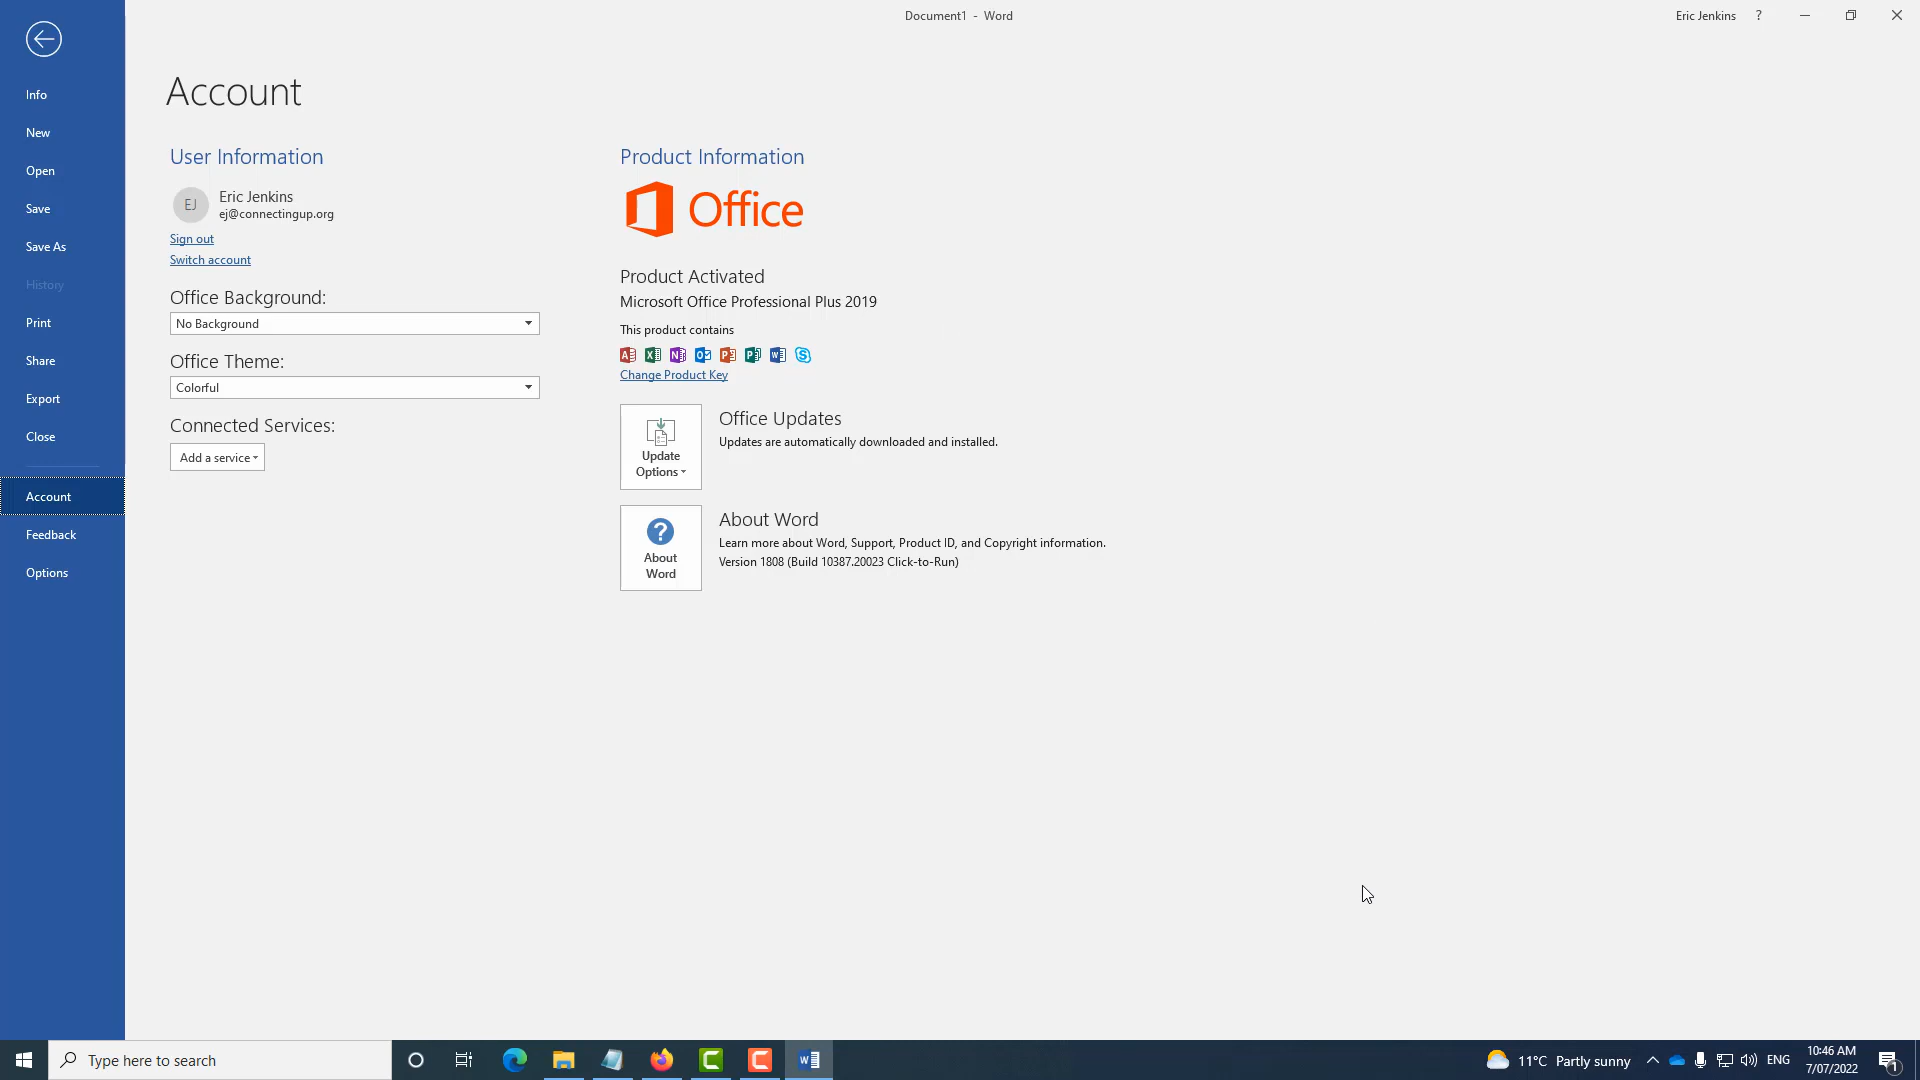 Document1 - Word
Eric Jenkins
?
Info
New
Open
Save
Save As
History
Print
Share
Export
Close
Account
Feedback
Options
Account
User Information
EJ
Eric Jenkins
ej@connectingup.org
Sign out
Switch account
Office Background:
No Background
Office Theme:
Colorful
Connected Services:
Add a service
Product Information
Office
Product Activated
Microsoft Office Professional Plus 2019
This product contains
Change Product Key
Update
Options
Office Updates
Updates are automatically downloaded and installed.
?
About
Word
About Word
Learn more about Word, Support, Product ID, and Copyright information.
Version 1808 (Build 10387.20023 Click-to-Run)
Type here to search
11°C Partly sunny
ENG
10:46 AM
7/07/2022
1